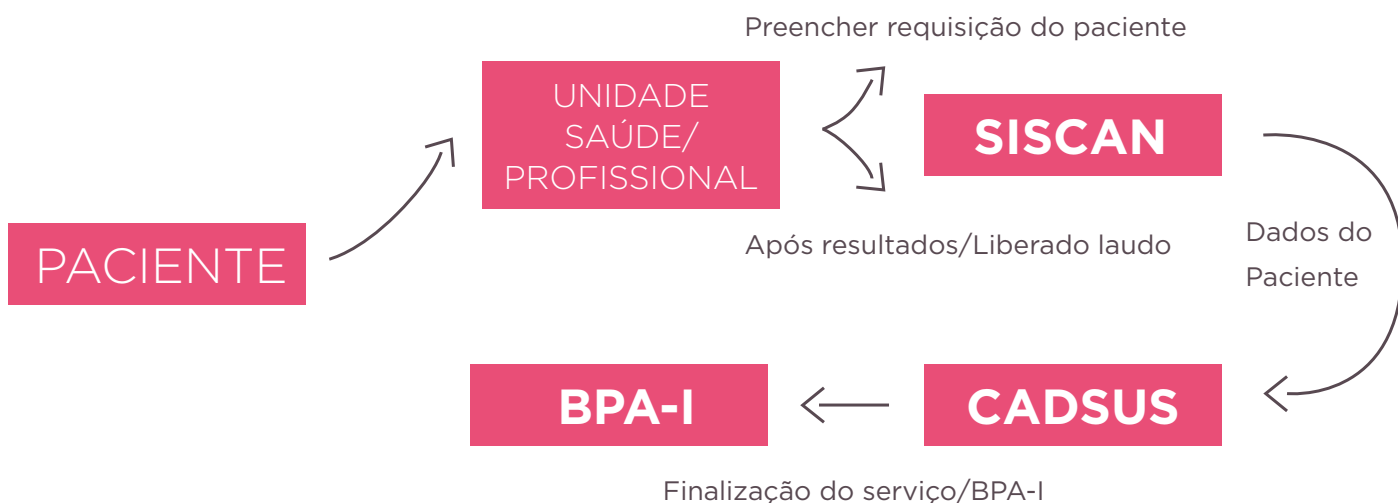 Preencher requisição do paciente
UNIDADE
SAÚDE/
PROFISSIONAL
SISCAN
PACIENTE
Após resultados/Liberado laudo
Dados do
Paciente
BPA-I
CADSUS
Finalização do serviço/BPA-I